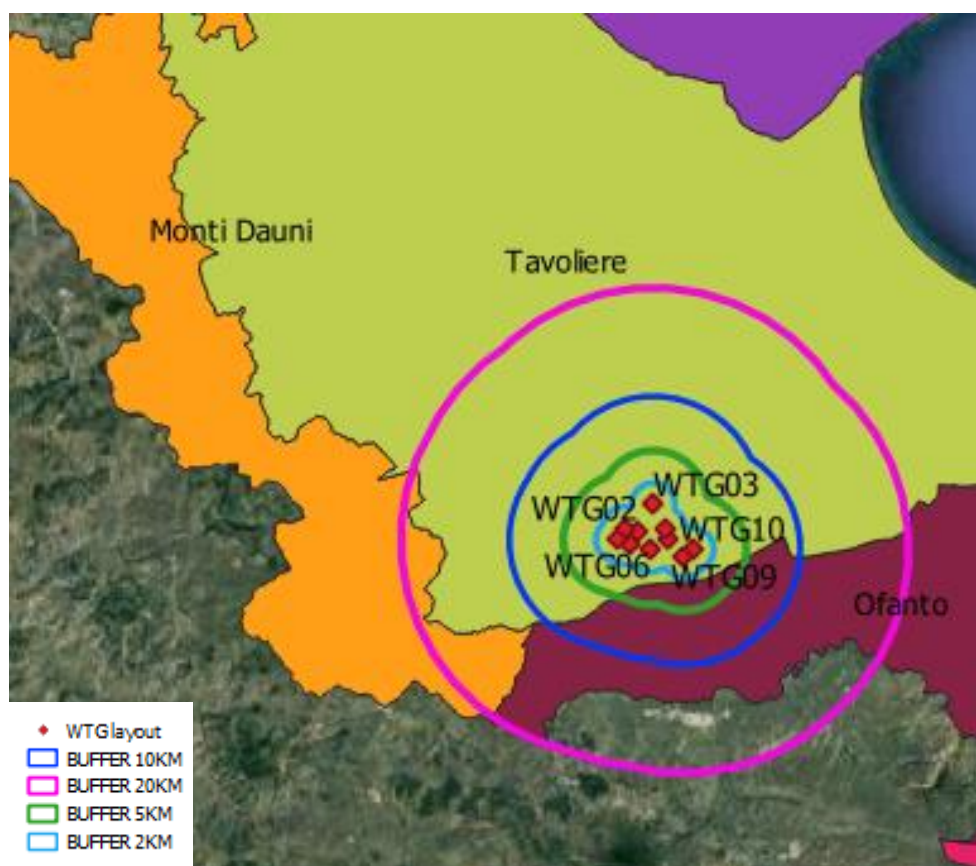 Monti Dauni
Tavoliere
WTG03
WTG02
WTG10
WTG06
WTG09
Ofanto
WTGlayout
BUFFER 10KM
BUFFER 20KM
BUFFER 5KM
BUFFER 2KM